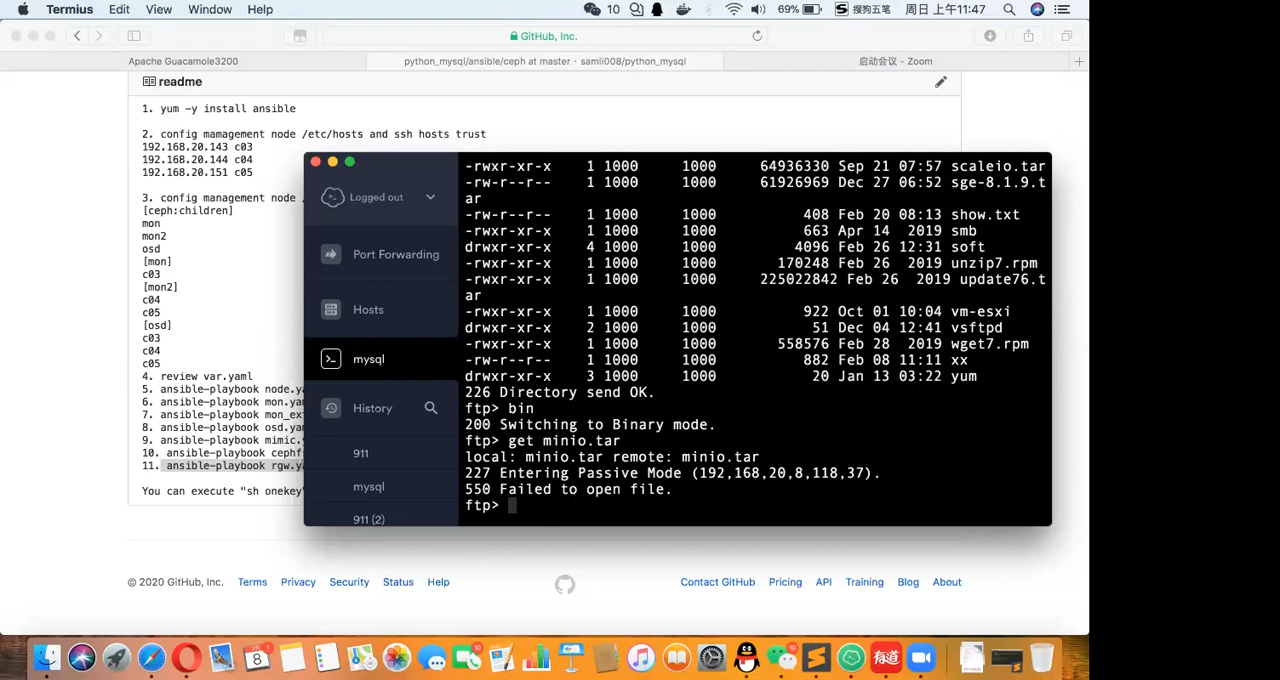 Termius Edit View Window Help 10 69% 搜狗五笔 周日 上午11:47
GitHub, Inc.
Apache Guacamole3200 python_mysql/ansible/ceph at master · samli008/python_mysql 启动会议 - Zoom
readme
1. yum -y install ansible
2. config mamagement node /etc/hosts and ssh hosts trust
192.168.20.143 c03
192.168.20.144 c04
192.168.20.151 c05
3. config mamagement node /
[ceph:children]
mon
mon2
osd
[mon]
c03
[mon2]
c04
c05
[osd]
c03
c04
c05
4. review var.yaml
5. ansible-playbook node.ya
6. ansible-playbook mon.yam
7. ansible-playbook mon_ext
8. ansible-playbook osd.yam
9. ansible-playbook mimic.y
10. ansible-playbook cephfs
11. ansible-playbook rgw.ya
You can execute "sh onekey
Logged out
Port Forwarding
Hosts
mysql
History
911
mysql
911 (2)
-rwxr-xr-x 1 1000 1000 64936330 Sep 21 07:57 scaleio.tar
-rw-r--r-- 1 1000 1000 61926969 Dec 27 06:52 sge-8.1.9.t
ar
-rw-r--r-- 1 1000 1000 408 Feb 20 08:13 show.txt
-rwxr-xr-x 1 1000 1000 663 Apr 14 2019 smb
drwxr-xr-x 4 1000 1000 4096 Feb 26 12:31 soft
-rwxr-xr-x 1 1000 1000 170248 Feb 26 2019 unzip7.rpm
-rwxr-xr-x 1 1000 1000 225022842 Feb 26 2019 update76.t
ar
-rwxr-xr-x 1 1000 1000 922 Oct 01 10:04 vm-esxi
drwxr-xr-x 2 1000 1000 51 Dec 04 12:41 vsftpd
-rwxr-xr-x 1 1000 1000 558576 Feb 28 2019 wget7.rpm
-rw-r--r-- 1 1000 1000 882 Feb 08 11:11 xx
drwxr-xr-x 3 1000 1000 20 Jan 13 03:22 yum
226 Directory send OK.
ftp> bin
200 Switching to Binary mode.
ftp> get minio.tar
local: minio.tar remote: minio.tar
227 Entering Passive Mode (192,168,20,8,118,37).
550 Failed to open file.
ftp>
© 2020 GitHub, Inc. Terms Privacy Security Status Help Contact GitHub Pricing API Training Blog About
8
有道